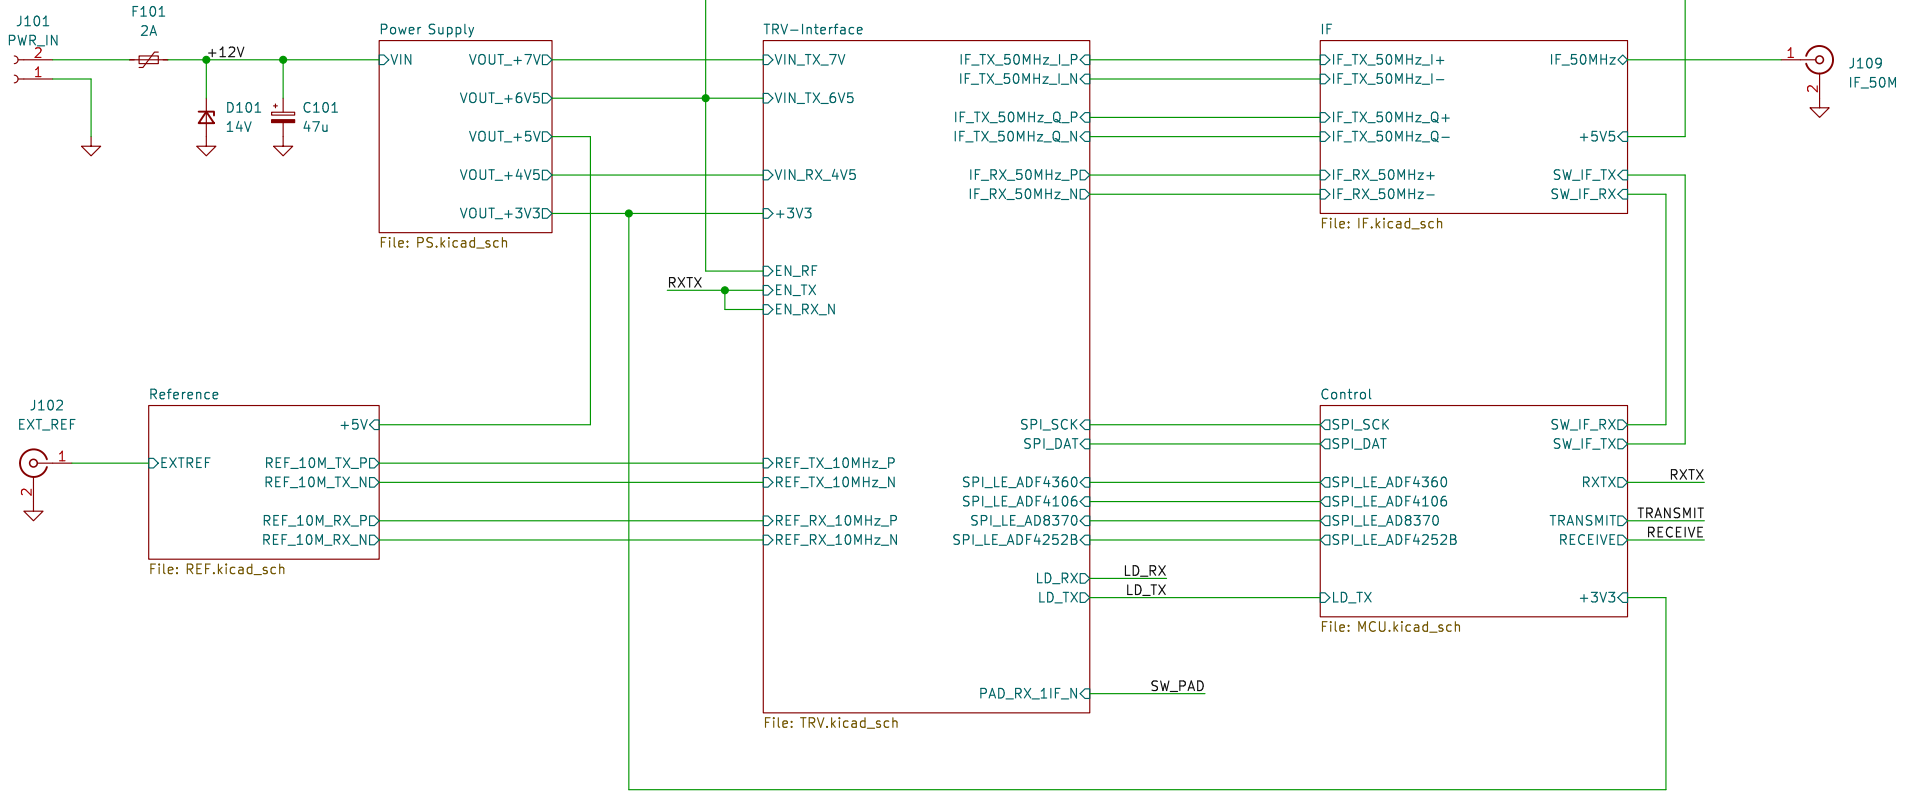 J101
PWR_IN
2
1
F101
2A
+12V
D101
14V
C101
47u
Power Supply
VIN
VOUT_+7V
VOUT_+6V5
VOUT_+5V
VOUT_+4V5
VOUT_+3V3
File: PS.kicad_sch
TRV-Interface
VIN_TX_7V
VIN_TX_6V5
VIN_RX_4V5
+3V3
EN_RF
RXTX
EN_TX
EN_RX_N
REF_TX_10MHz_P
REF_TX_10MHz_N
REF_RX_10MHz_P
REF_RX_10MHz_N
IF_TX_50MHz_I_P
IF_TX_50MHz_I_N
IF_TX_50MHz_Q_P
IF_TX_50MHz_Q_N
IF_RX_50MHz_P
IF_RX_50MHz_N
SPI_SCK
SPI_DAT
SPI_LE_ADF4360
SPI_LE_ADF4106
SPI_LE_AD8370
SPI_LE_ADF4252B
LD_RX
LD_TX
LD_RX
LD_TX
PAD_RX_1IF_N
SW_PAD
File: TRV.kicad_sch
IF
IF_TX_50MHz_I+
IF_TX_50MHz_I-
IF_TX_50MHz_Q+
IF_TX_50MHz_Q-
IF_RX_50MHz+
IF_RX_50MHz-
IF_50MHz
+5V5
SW_IF_TX
SW_IF_RX
File: IF.kicad_sch
1
2
J109
IF_50M
J102
EXT_REF
1
2
Reference
+5V
EXTREF
REF_10M_TX_P
REF_10M_TX_N
REF_10M_RX_P
REF_10M_RX_N
File: REF.kicad_sch
Control
SPI_SCK
SPI_DAT
SPI_LE_ADF4360
SPI_LE_ADF4106
SPI_LE_AD8370
SPI_LE_ADF4252B
LD_TX
SW_IF_RX
SW_IF_TX
RXTX
TRANSMIT
RECEIVE
+3V3
RXTX
TRANSMIT
RECEIVE
File: MCU.kicad_sch